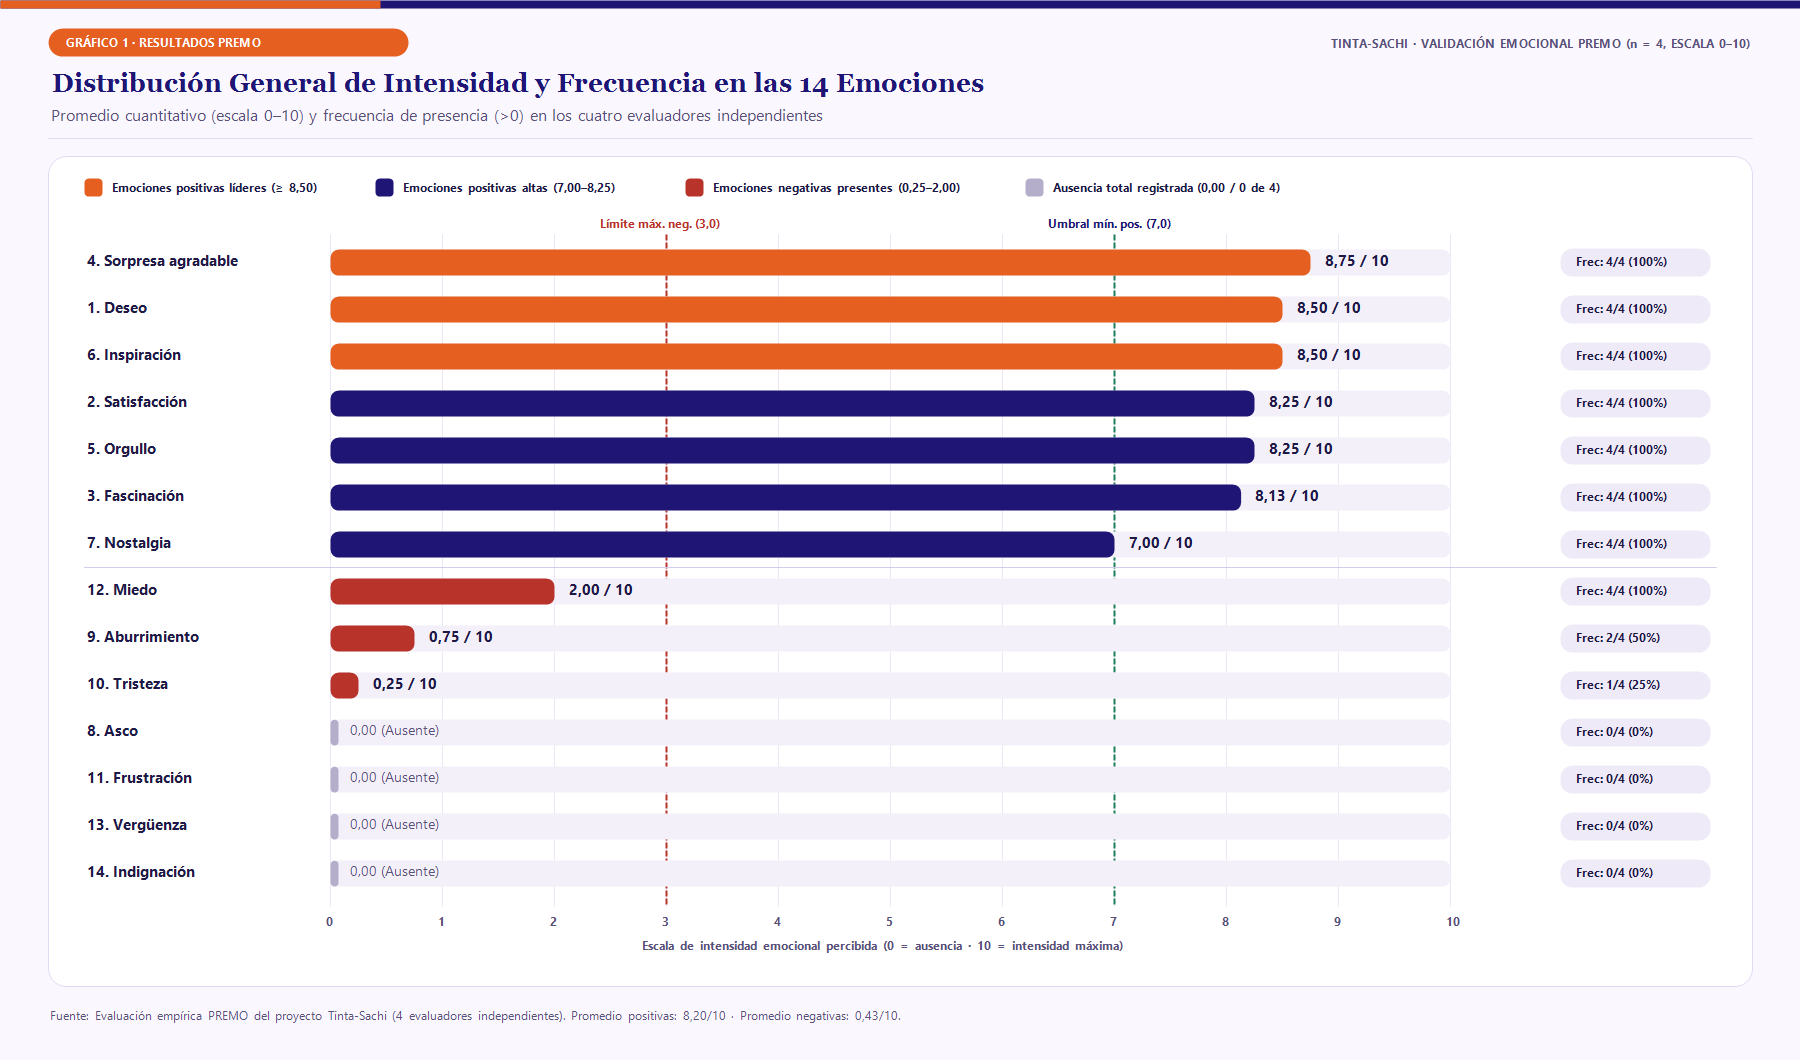 GRÁFICO 1 · RESULTADOS PREMO
TINTA-SACHI · VALIDACIÓN EMOCIONAL PREMO (n = 4, ESCALA 0–10)
Distribución General de Intensidad y Frecuencia en las 14 Emociones
Promedio cuantitativo (escala 0–10) y frecuencia de presencia (>0) en los cuatro evaluadores independientes
Emociones positivas líderes (≥ 8,50)
Emociones positivas altas (7,00–8,25)
Emociones negativas presentes (0,25–2,00)
Ausencia total registrada (0,00 / 0 de 4)
Límite máx. neg. (3,0)
Umbral mín. pos. (7,0)
4. Sorpresa agradable 8,75 / 10 Frec: 4/4 (100%)
1. Deseo 8,50 / 10 Frec: 4/4 (100%)
6. Inspiración 8,50 / 10 Frec: 4/4 (100%)
2. Satisfacción 8,25 / 10 Frec: 4/4 (100%)
5. Orgullo 8,25 / 10 Frec: 4/4 (100%)
3. Fascinación 8,13 / 10 Frec: 4/4 (100%)
7. Nostalgia 7,00 / 10 Frec: 4/4 (100%)
12. Miedo 2,00 / 10 Frec: 4/4 (100%)
9. Aburrimiento 0,75 / 10 Frec: 2/4 (50%)
10. Tristeza 0,25 / 10 Frec: 1/4 (25%)
8. Asco 0,00 (Ausente) Frec: 0/4 (0%)
11. Frustración 0,00 (Ausente) Frec: 0/4 (0%)
13. Vergüenza 0,00 (Ausente) Frec: 0/4 (0%)
14. Indignación 0,00 (Ausente) Frec: 0/4 (0%)
0 1 2 3 4 5 6 7 8 9 10
Escala de intensidad emocional percibida (0 = ausencia · 10 = intensidad máxima)
Fuente: Evaluación empírica PREMO del proyecto Tinta-Sachi (4 evaluadores independientes). Promedio positivas: 8,20/10 · Promedio negativas: 0,43/10.